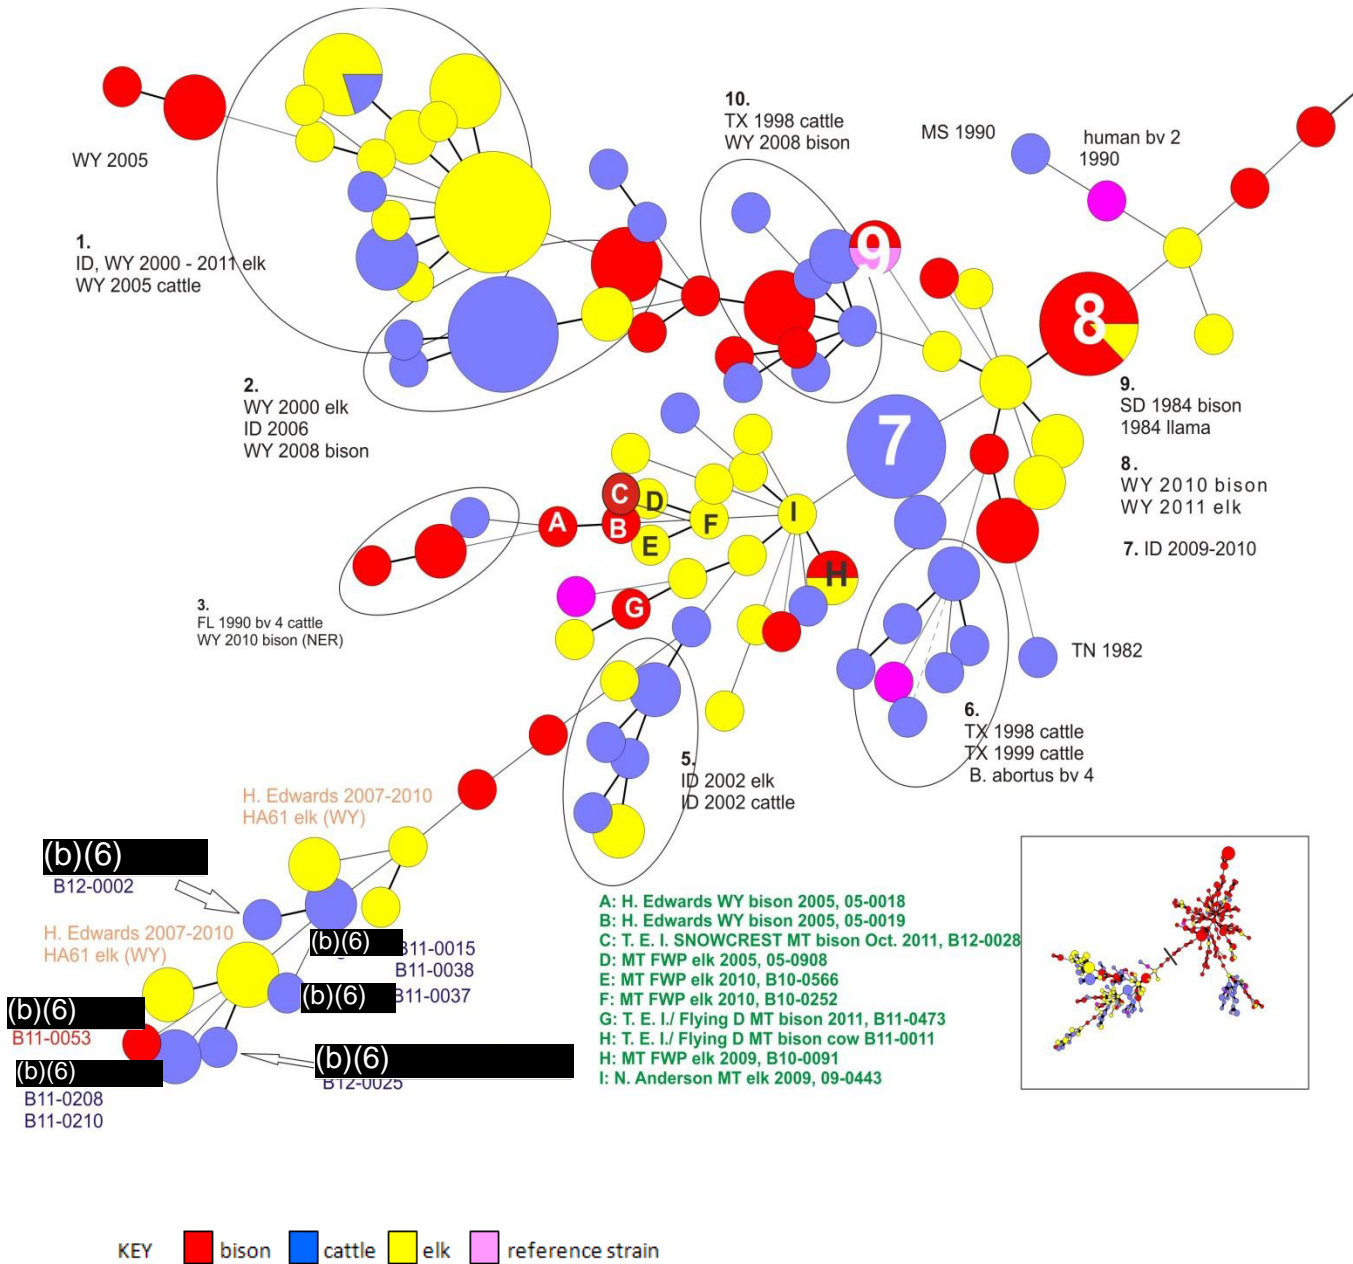 WY 2005
1.
ID, WY 2000 - 2011 elk
WY 2005 cattle
2.
WY 2000 elk
ID 2006
WY 2008 bison
10.
TX 1998 cattle
WY 2008 bison
MS 1990
human bv 2
1990
9
8
7
9.
SD 1984 bison
1984 llama
8.
WY 2010 bison
WY 2011 elk
7. ID 2009-2010
3.
FL 1990 bv 4 cattle
WY 2010 bison (NER)
A
B
C
D
E
F
G
H
I
TN 1982
6.
TX 1998 cattle
TX 1999 cattle
B. abortus bv 4
5.
ID 2002 elk
ID 2002 cattle
H. Edwards 2007-2010
HA61 elk (WY)
(b)(6)
B12-0002
H. Edwards 2007-2010
HA61 elk (WY)
(b)(6)
B11-0015
B11-0038
(b)(6)
B11-0037
(b)(6)
B11-0053
(b)(6)
B11-0208
B11-0210
(b)(6)
B12-0025
A: H. Edwards WY bison 2005, 05-0018
B: H. Edwards WY bison 2005, 05-0019
C: T. E. I. SNOWCREST MT bison Oct. 2011, B12-0028
D: MT FWP elk 2005, 05-0908
E: MT FWP elk 2010, B10-0566
F: MT FWP elk 2010, B10-0252
G: T. E. I./ Flying D MT bison 2011, B11-0473
H: T. E. I./ Flying D MT bison cow B11-0011
H: MT FWP elk 2009, B10-0091
I: N. Anderson MT elk 2009, 09-0443
KEY bison cattle elk reference strain